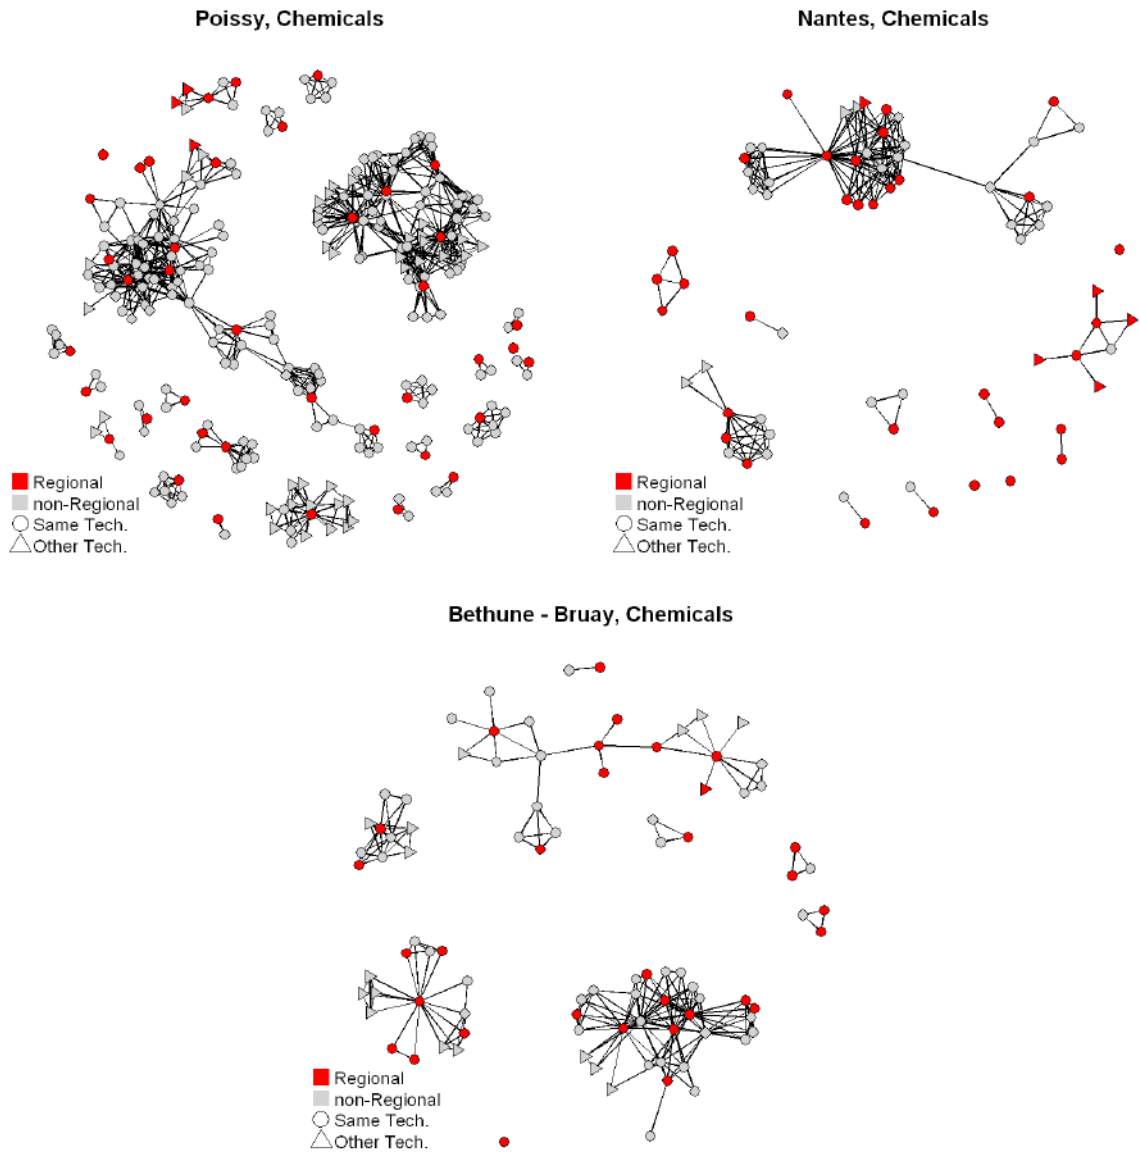 Poissy, Chemicals
Regional
non-Regional
Same Tech.
Other Tech.
Nantes, Chemicals
Regional
non-Regional
Same Tech.
Other Tech.
Bethune - Bruay, Chemicals
Regional
non-Regional
Same Tech.
Other Tech.